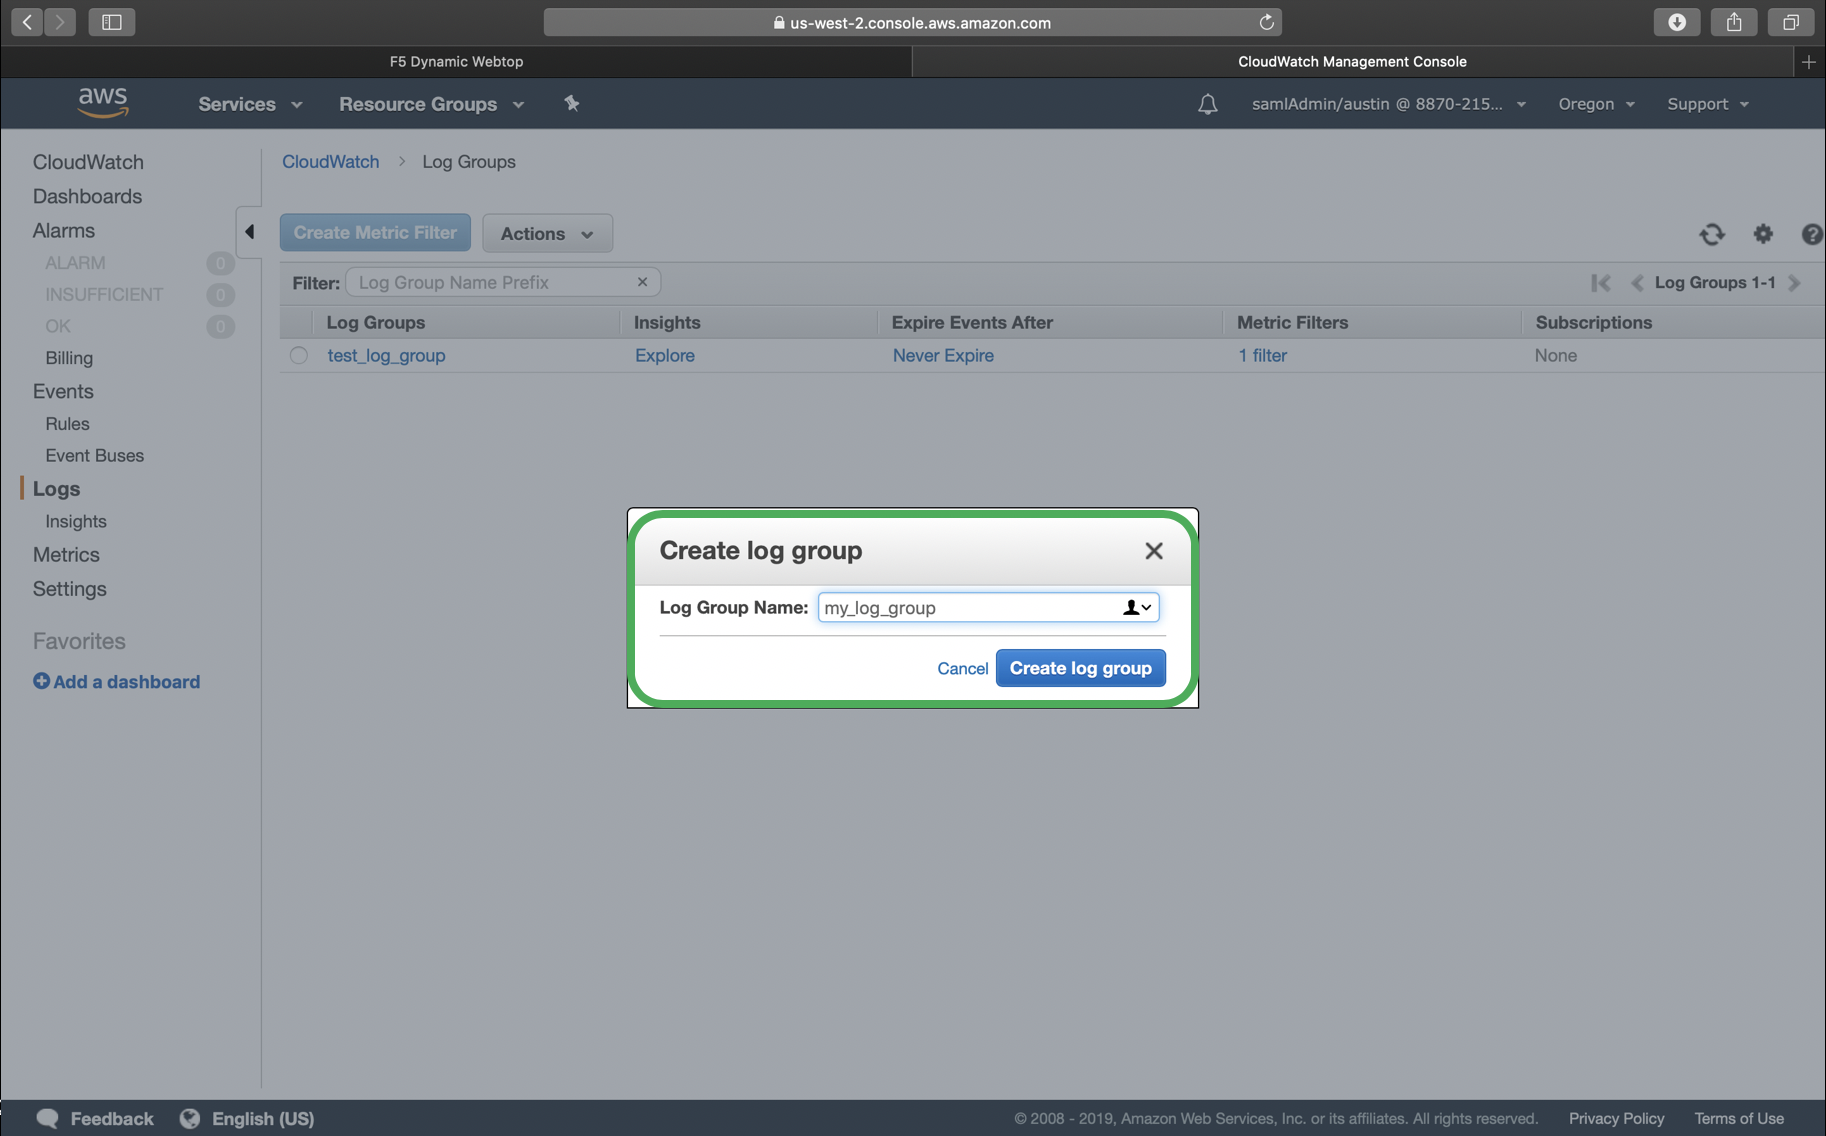 us-west-2.console.aws.amazon.com
F5 Dynamic Webtop
CloudWatch Management Console
aws
Services
Resource Groups
samlAdmin/austin @ 8870-215...
Oregon
Support
CloudWatch
Dashboards
Alarms
ALARM 0
INSUFFICIENT 0
OK 0
Billing
Events
Rules
Event Buses
Logs
Insights
Metrics
Settings
Favorites
Add a dashboard
CloudWatch > Log Groups
Create Metric Filter
Actions
Filter: Log Group Name Prefix
Log Groups 1-1
Log Groups Insights Expire Events After Metric Filters Subscriptions
test_log_group Explore Never Expire 1 filter None
Create log group
Log Group Name: my_log_group
Cancel Create log group
Feedback
English (US)
© 2008 - 2019, Amazon Web Services, Inc. or its affiliates. All rights reserved.
Privacy Policy
Terms of Use